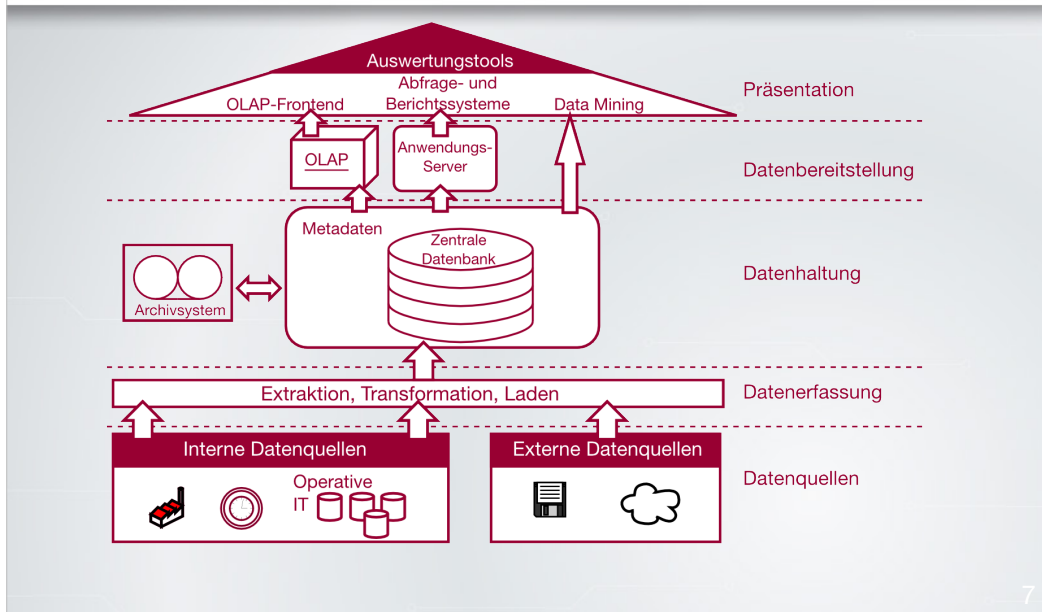 Auswertungstools
Abfrage- und
OLAP-Frontend
Berichtssysteme
Data Mining
Präsentation
OLAP
Anwendungs-
Server
Datenbereitstellung
Metadaten
Zentrale
Datenbank
Archivsystem
Datenhaltung
Extraktion, Transformation, Laden
Datenerfassung
Interne Datenquellen
Externe Datenquellen
Operative
IT
Datenquellen
7